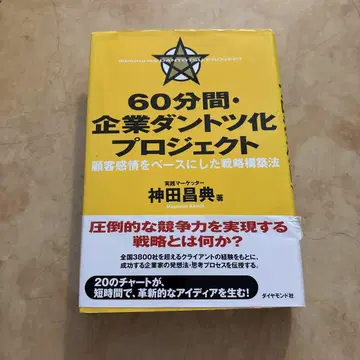 60分間・
企業ダントツ化
プロジェクト
顧客感情をベースにした戦略構築法
実践マーケッター
神田昌典 著
圧倒的な競争力を実現する
戦略とは何か?
全国3800社を超えるクライアントの経験をもとに、
成功する企業家の発想法・思考プロセスを伝授する。
20のチャートが、
短時間で、革新的なアイディアを生む!
ダイヤモンド社